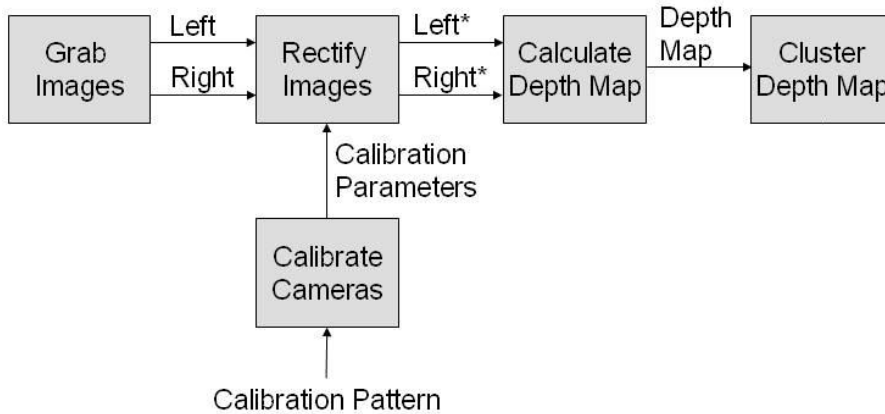 Grab
Images
Left
Right
Rectify
Images
Left*
Right*
Calculate
Depth Map
Depth
Map
Cluster
Depth Map
Calibration
Parameters
Calibrate
Cameras
Calibration Pattern